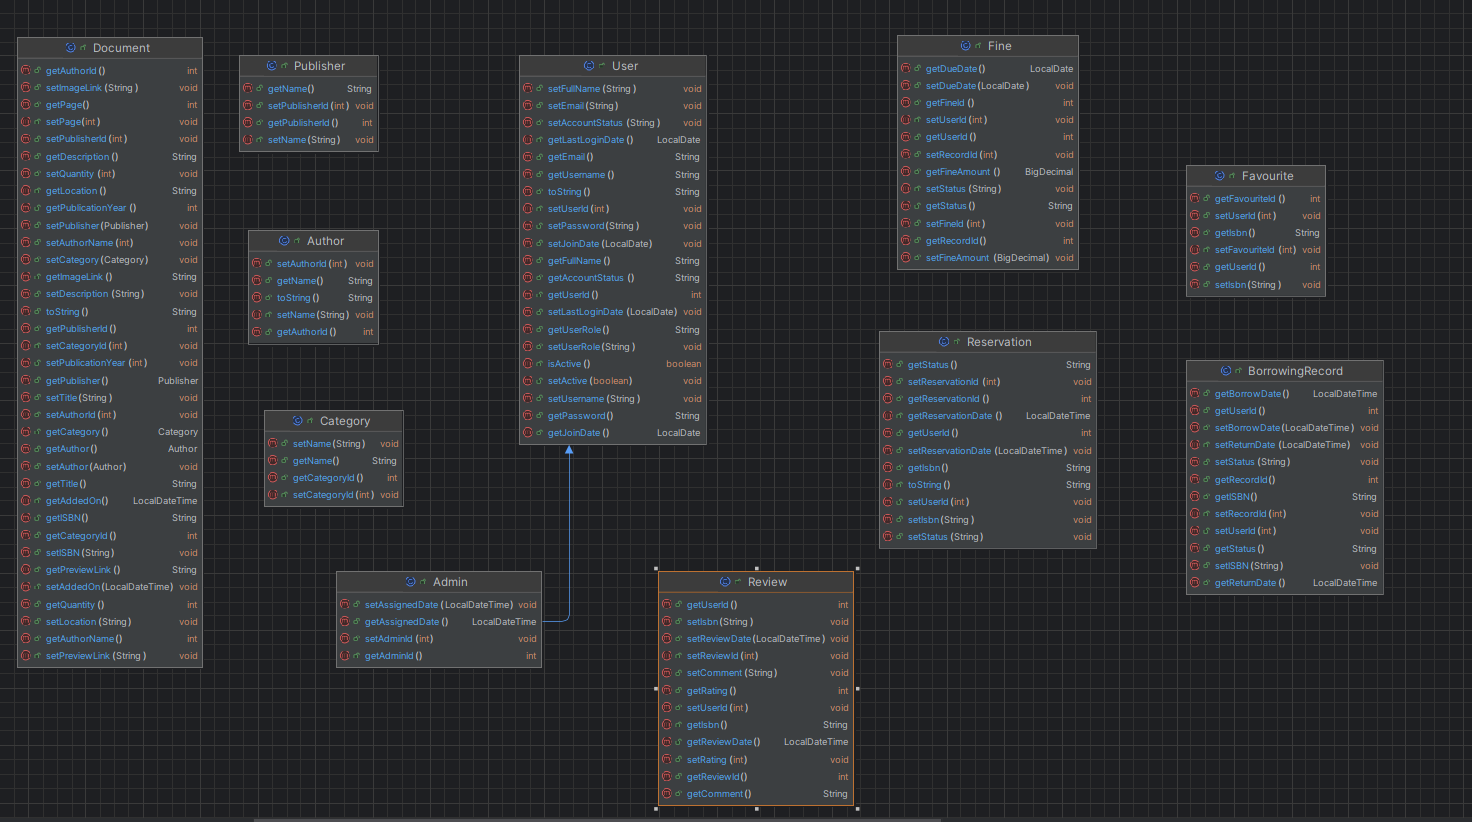 Document
getAuthorId() int
setImageLink(String) void
getPage() int
setPage(int) void
setPublisherId(int) void
getDescription() String
setQuantity(int) void
getLocation() String
getPublicationYear() int
setPublisher(Publisher) void
setAuthorName(int) void
setCategory(Category) void
getImageLink() String
setDescription(String) void
toString() String
getPublisherId() int
setCategoryId(int) void
setPublicationYear(int) void
getPublisher() Publisher
setTitle(String) void
setAuthorId(int) void
getCategory() Category
getAuthor() Author
setAuthor(Author) void
getTitle() String
getAddedOn() LocalDateTime
getISBN() String
getCategoryId() int
setISBN(String) void
getPreviewLink() String
setAddedOn(LocalDateTime) void
getQuantity() int
setLocation(String) void
getAuthorName() int
setPreviewLink(String) void
Publisher
getName() String
setPublisherId(int) void
getPublisherId() int
setName(String) void
Author
setAuthorId(int) void
getName() String
toString() String
setName(String) void
getAuthorId() int
Category
setName(String) void
getName() String
getCategoryId() int
setCategoryId(int) void
Admin
setAssignedDate(LocalDateTime) void
getAssignedDate() LocalDateTime
setAdminId(int) void
getAdminId() int
User
setFullName(String) void
setEmail(String) void
setAccountStatus(String) void
getLastLoginDate() LocalDate
getEmail() String
getUsername() String
toString() String
setUserId(int) void
setPassword(String) void
setJoinDate(LocalDate) void
getFullName() String
getAccountStatus() String
getUserId() int
setLastLoginDate(LocalDate) void
getUserRole() String
setUserRole(String) void
isActive() boolean
setActive(boolean) void
setUsername(String) void
getPassword() String
getJoinDate() LocalDate
Review
getUserId() int
setIsbn(String) void
setReviewDate(LocalDateTime) void
setReviewId(int) void
setComment(String) void
getRating() int
setUserId(int) void
getIsbn() String
getReviewDate() LocalDateTime
setRating(int) void
getReviewId() int
getComment() String
Fine
getDueDate() LocalDate
setDueDate(LocalDate) void
getFineId() int
setUserId(int) void
getUserId() int
setRecordId(int) void
getFineAmount() BigDecimal
setStatus(String) void
getStatus() String
setFineId(int) void
getRecordId() int
setFineAmount(BigDecimal) void
Reservation
getStatus() String
setReservationId(int) void
getReservationId() int
getReservationDate() LocalDateTime
getUserId() int
setReservationDate(LocalDateTime) void
getIsbn() String
toString() String
setUserId(int) void
setIsbn(String) void
setStatus(String) void
Favourite
getFavouriteId() int
setUserId(int) void
getIsbn() String
setFavouriteId(int) void
getUserId() int
setIsbn(String) void
BorrowingRecord
getBorrowDate() LocalDateTime
getUserId() int
setBorrowDate(LocalDateTime) void
setReturnDate(LocalDateTime) void
setStatus(String) void
getRecordId() int
getISBN() String
setRecordId(int) void
setUserId(int) void
getStatus() String
setISBN(String) void
getReturnDate() LocalDateTime